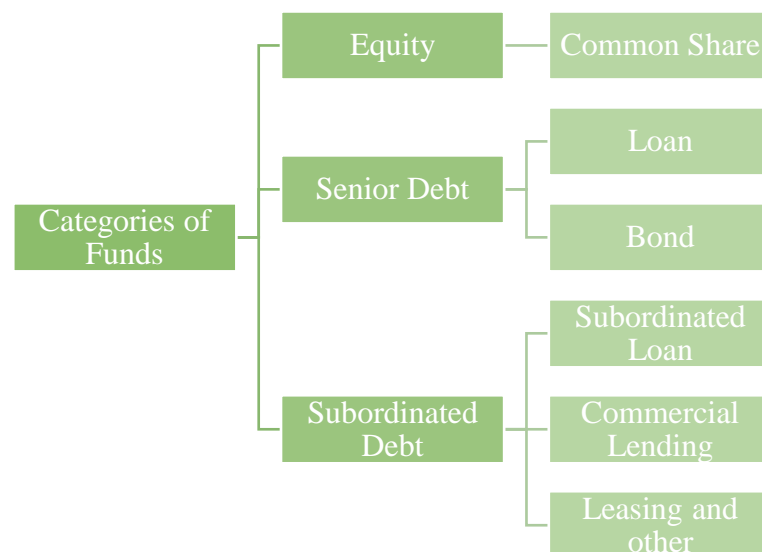 Equity
Common Share
Loan
Senior Debt
Bond
Categories of
Funds
Subordinated
Loan
Subordinated
Debt
Commercial
Lending
Leasing and
other